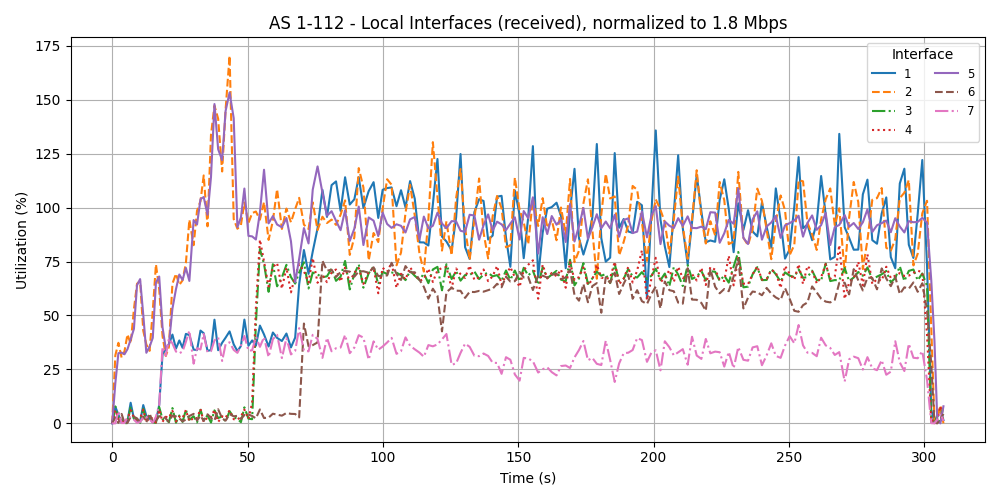 AS 1-112 - Local Interfaces (received), normalized to 1.8 Mbps
Utilization (%)
175
150
125
100
75
50
25
0
0 50 100 150 200 250 300
Time (s)
Interface
1 5
2 6
3 7
4